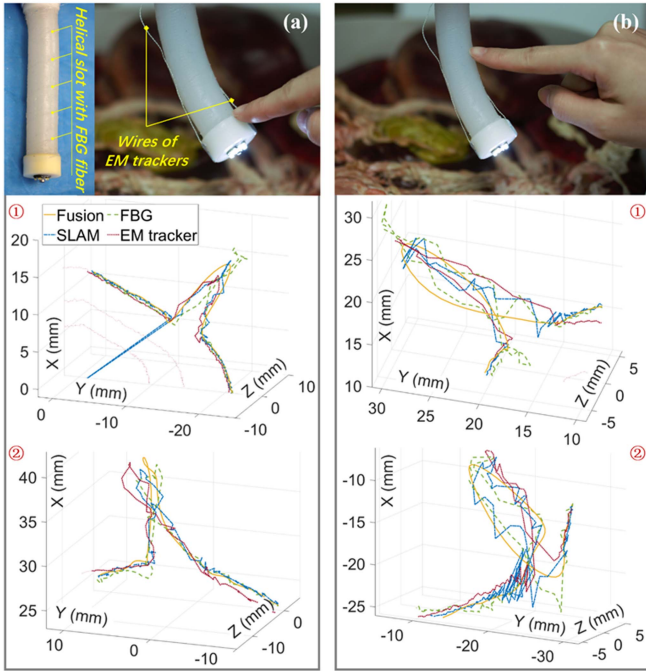 Helical slot with FBG fiber
(a)
Wires of
EM trackers
(b)
①
Fusion FBG
SLAM EM tracker
20
15
10
5
0
X (mm)
0
-10
-20
Y (mm)
-10
0
10
Z (mm)
①
30
25
20
15
10
X (mm)
30
25
20
15
10
Y (mm)
-5
0
5
Z (mm)
②
40
35
30
25
X (mm)
10
0
-10
Y (mm)
-10
0
Z (mm)
②
-10
-15
-20
-25
X (mm)
-10
-20
-30
Y (mm)
-5
0
5
Z (mm)